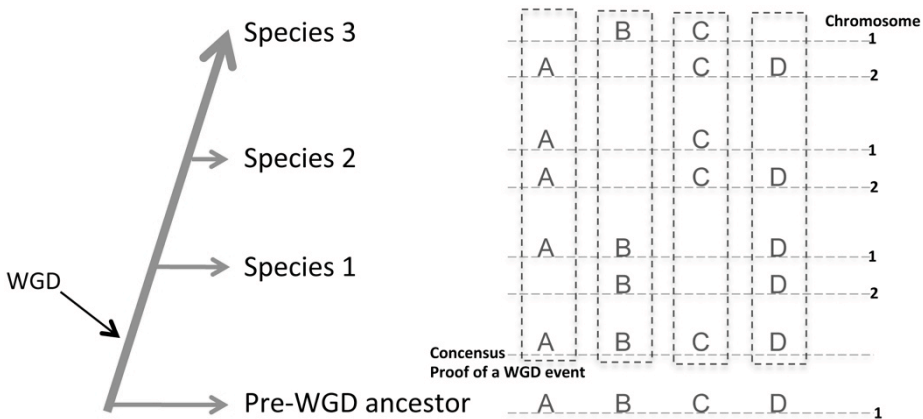 Species 3
Species 2
Species 1
WGD
Pre-WGD ancestor
Chromosome
B C 1
A C D 2
A C 1
A C D 2
A B D 1
B D 2
Concensus A B C D
Proof of a WGD event
A B C D 1